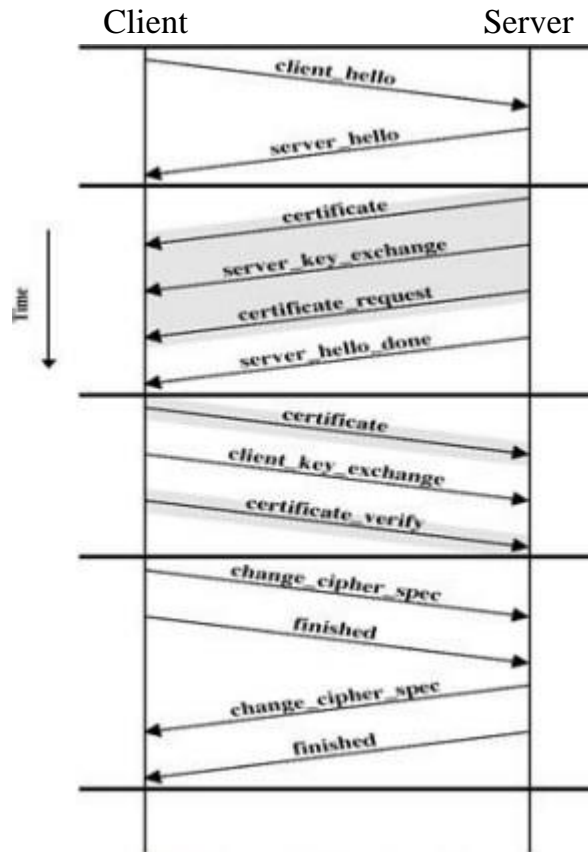 Client Server
client_hello
server_hello
certificate
server_key_exchange
certificate_request
Time
server_hello_done
certificate
client_key_exchange
certificate_verify
change_cipher_spec
finished
change_cipher_spec
finished